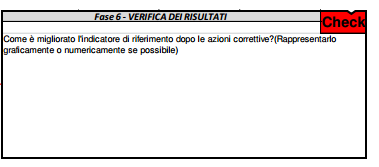 Fase 6 - VERIFICA DEI RISULTATI
Check
Come è migliorato l'indicatore di riferimento dopo le azioni correttive?(Rappresentarlo
graficamente o numericamente se possibile)